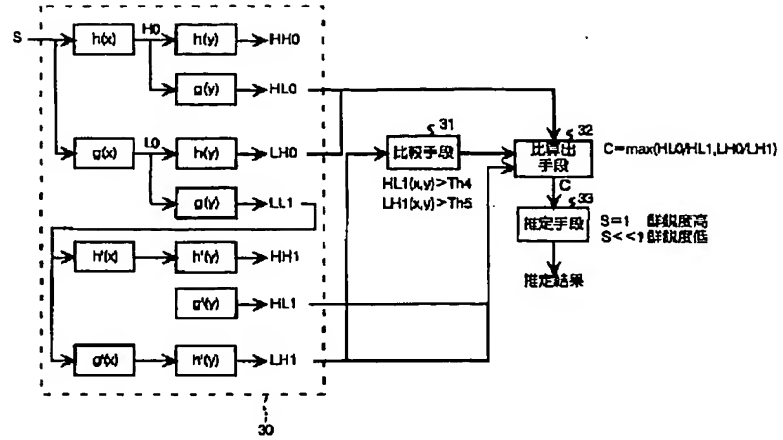 S
h(x)
H0
h(y)
HH0
g(y)
HL0
g(x)
L0
h(y)
LH0
g(y)
LL1
h'(x)
h'(y)
HH1
g'(y)
HL1
g'(x)
h'(y)
LH1
30
31
比較手段
HL1(x,y)>Th4
LH1(x,y)>Th5
32
比算出
手段
C=max(HL0/HL1,LH0/LH1)
C
33
推定手段
S=1 鮮鋭度高
S<<1 鮮鋭度低
推定結果